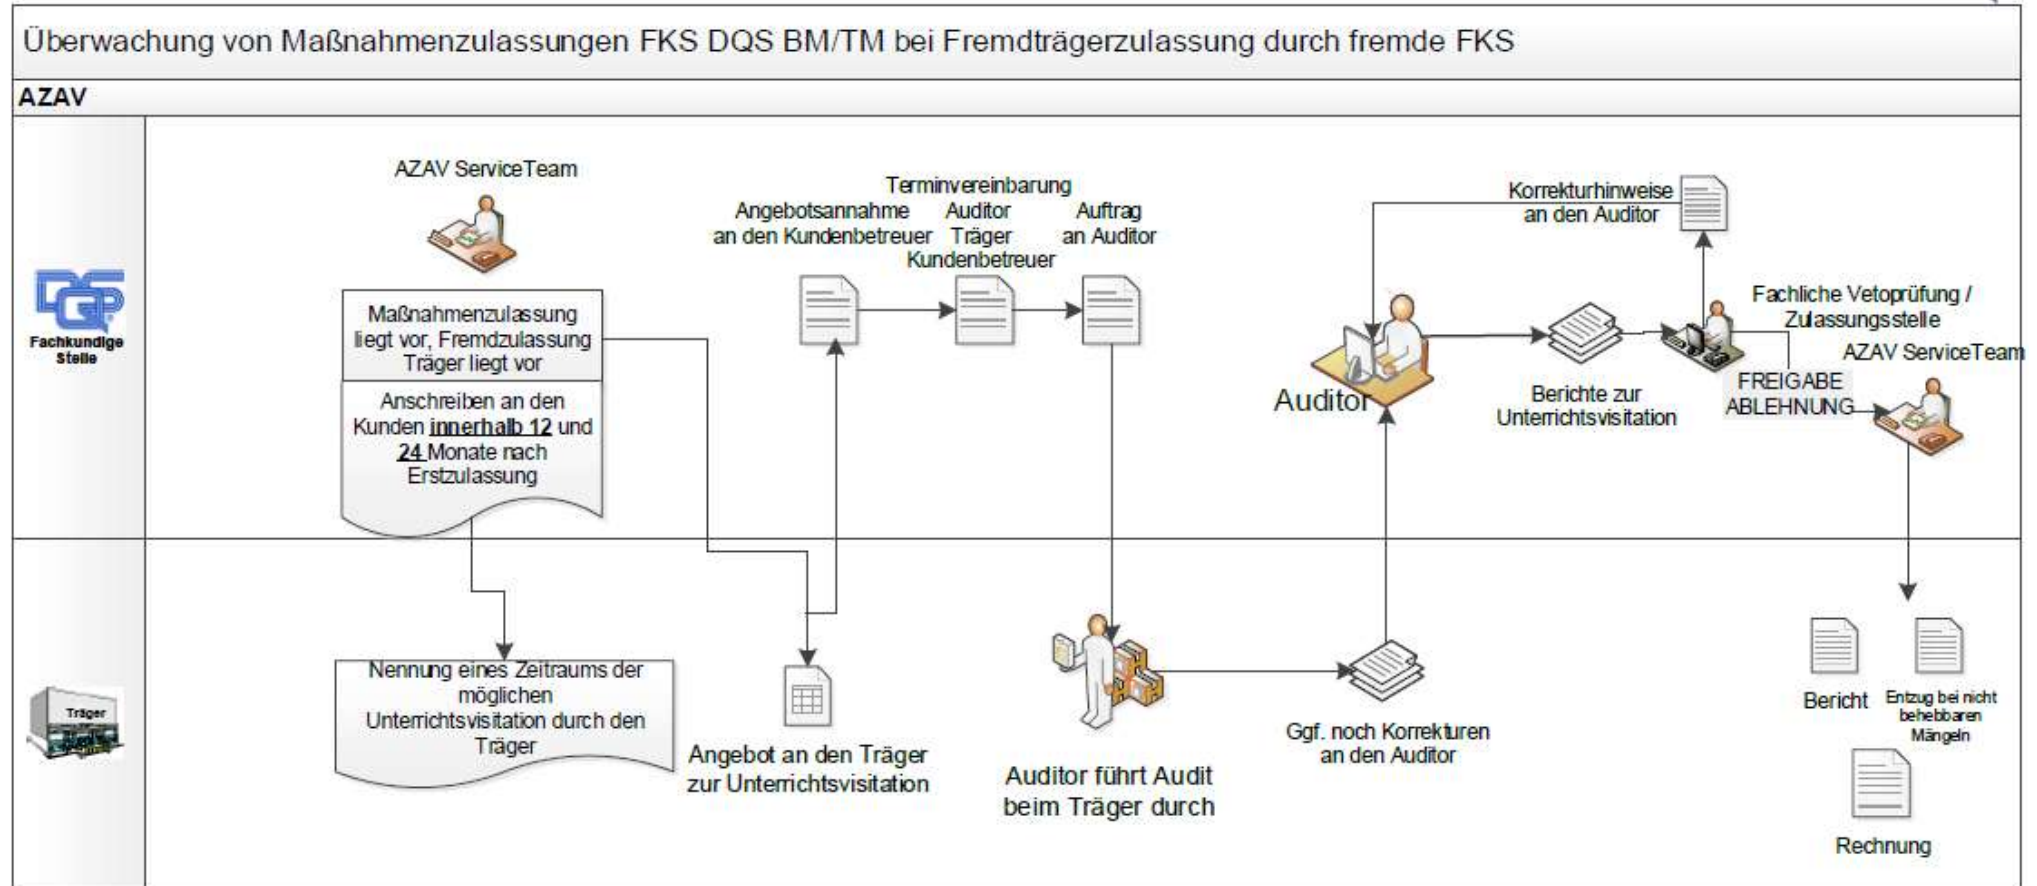 Überwachung von Maßnahmenzulassungen FKS DQS BM/TM bei Fremdträgerzulassung durch fremde FKS
AZAV
DQS
Fachkundige
Stelle
AZAV ServiceTeam
Maßnahmenzulassung
liegt vor, Fremdzulassung
Träger liegt vor
Anschreiben an den
Kunden innerhalb 12 und
24 Monate nach
Erstzulassung
Angebotsannahme
an den Kundenbetreuer
Terminvereinbarung
Auditor
Träger
Kundenbetreuer
Auftrag
an Auditor
Auditor
Korrekturhinweise
an den Auditor
Berichte zur
Unterrichtsvisitation
Fachliche Vetoprüfung /
Zulassungsstelle
FREIGABE
ABLEHNUNG
AZAV ServiceTeam
Träger
Nennung eines Zeitraums der
möglichen
Unterrichtsvisitation durch den
Träger
Angebot an den Träger
zur Unterrichtsvisitation
Auditor führt Audit
beim Träger durch
Ggf. noch Korrekturen
an den Auditor
Bericht
Entzug bei nicht
behebbaren
Mängeln
Rechnung